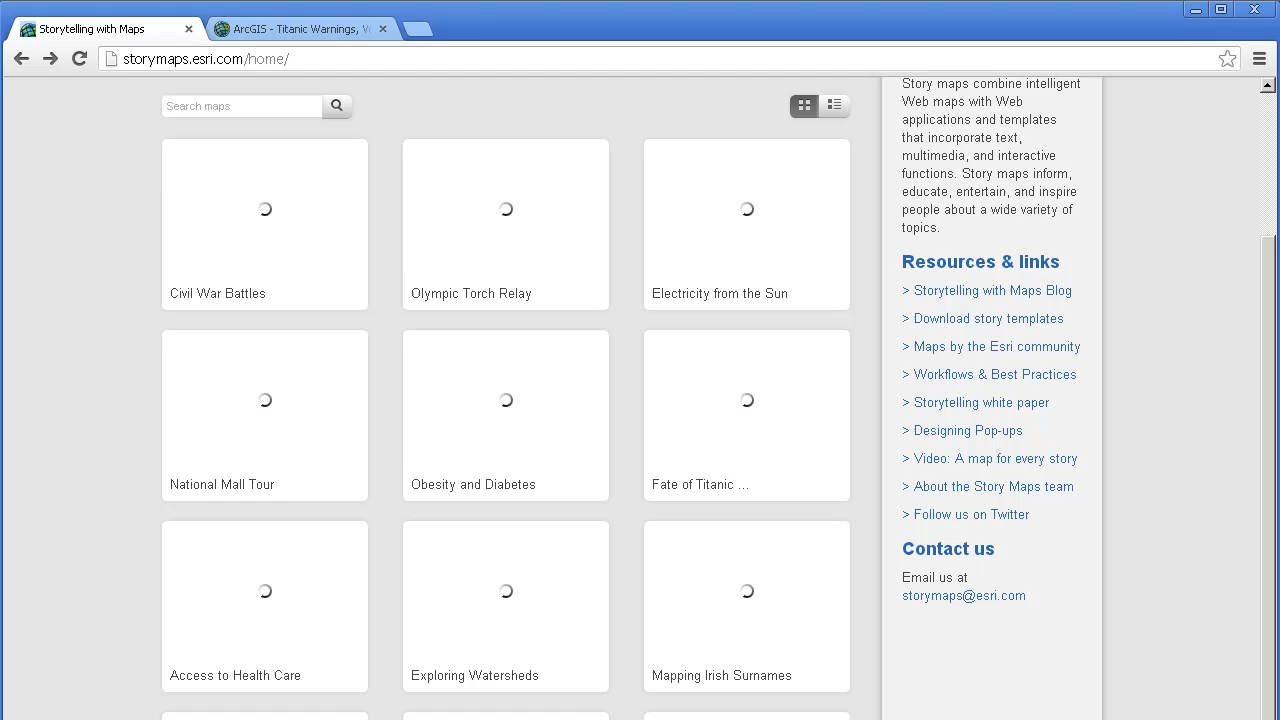 Storytelling with Maps
ArcGIS - Titanic Warnings,
storymaps.esri.com/home/
Search maps
Civil War Battles
Olympic Torch Relay
Electricity from the Sun
National Mall Tour
Obesity and Diabetes
Fate of Titanic ...
Access to Health Care
Exploring Watersheds
Mapping Irish Surnames
Story maps combine intelligent
Web maps with Web
applications and templates
that incorporate text,
multimedia, and interactive
functions. Story maps inform,
educate, entertain, and inspire
people about a wide variety of
topics.
Resources & links
> Storytelling with Maps Blog
> Download story templates
> Maps by the Esri community
> Workflows & Best Practices
> Storytelling white paper
> Designing Pop-ups
> Video: A map for every story
> About the Story Maps team
> Follow us on Twitter
Contact us
Email us at
storymaps@esri.com